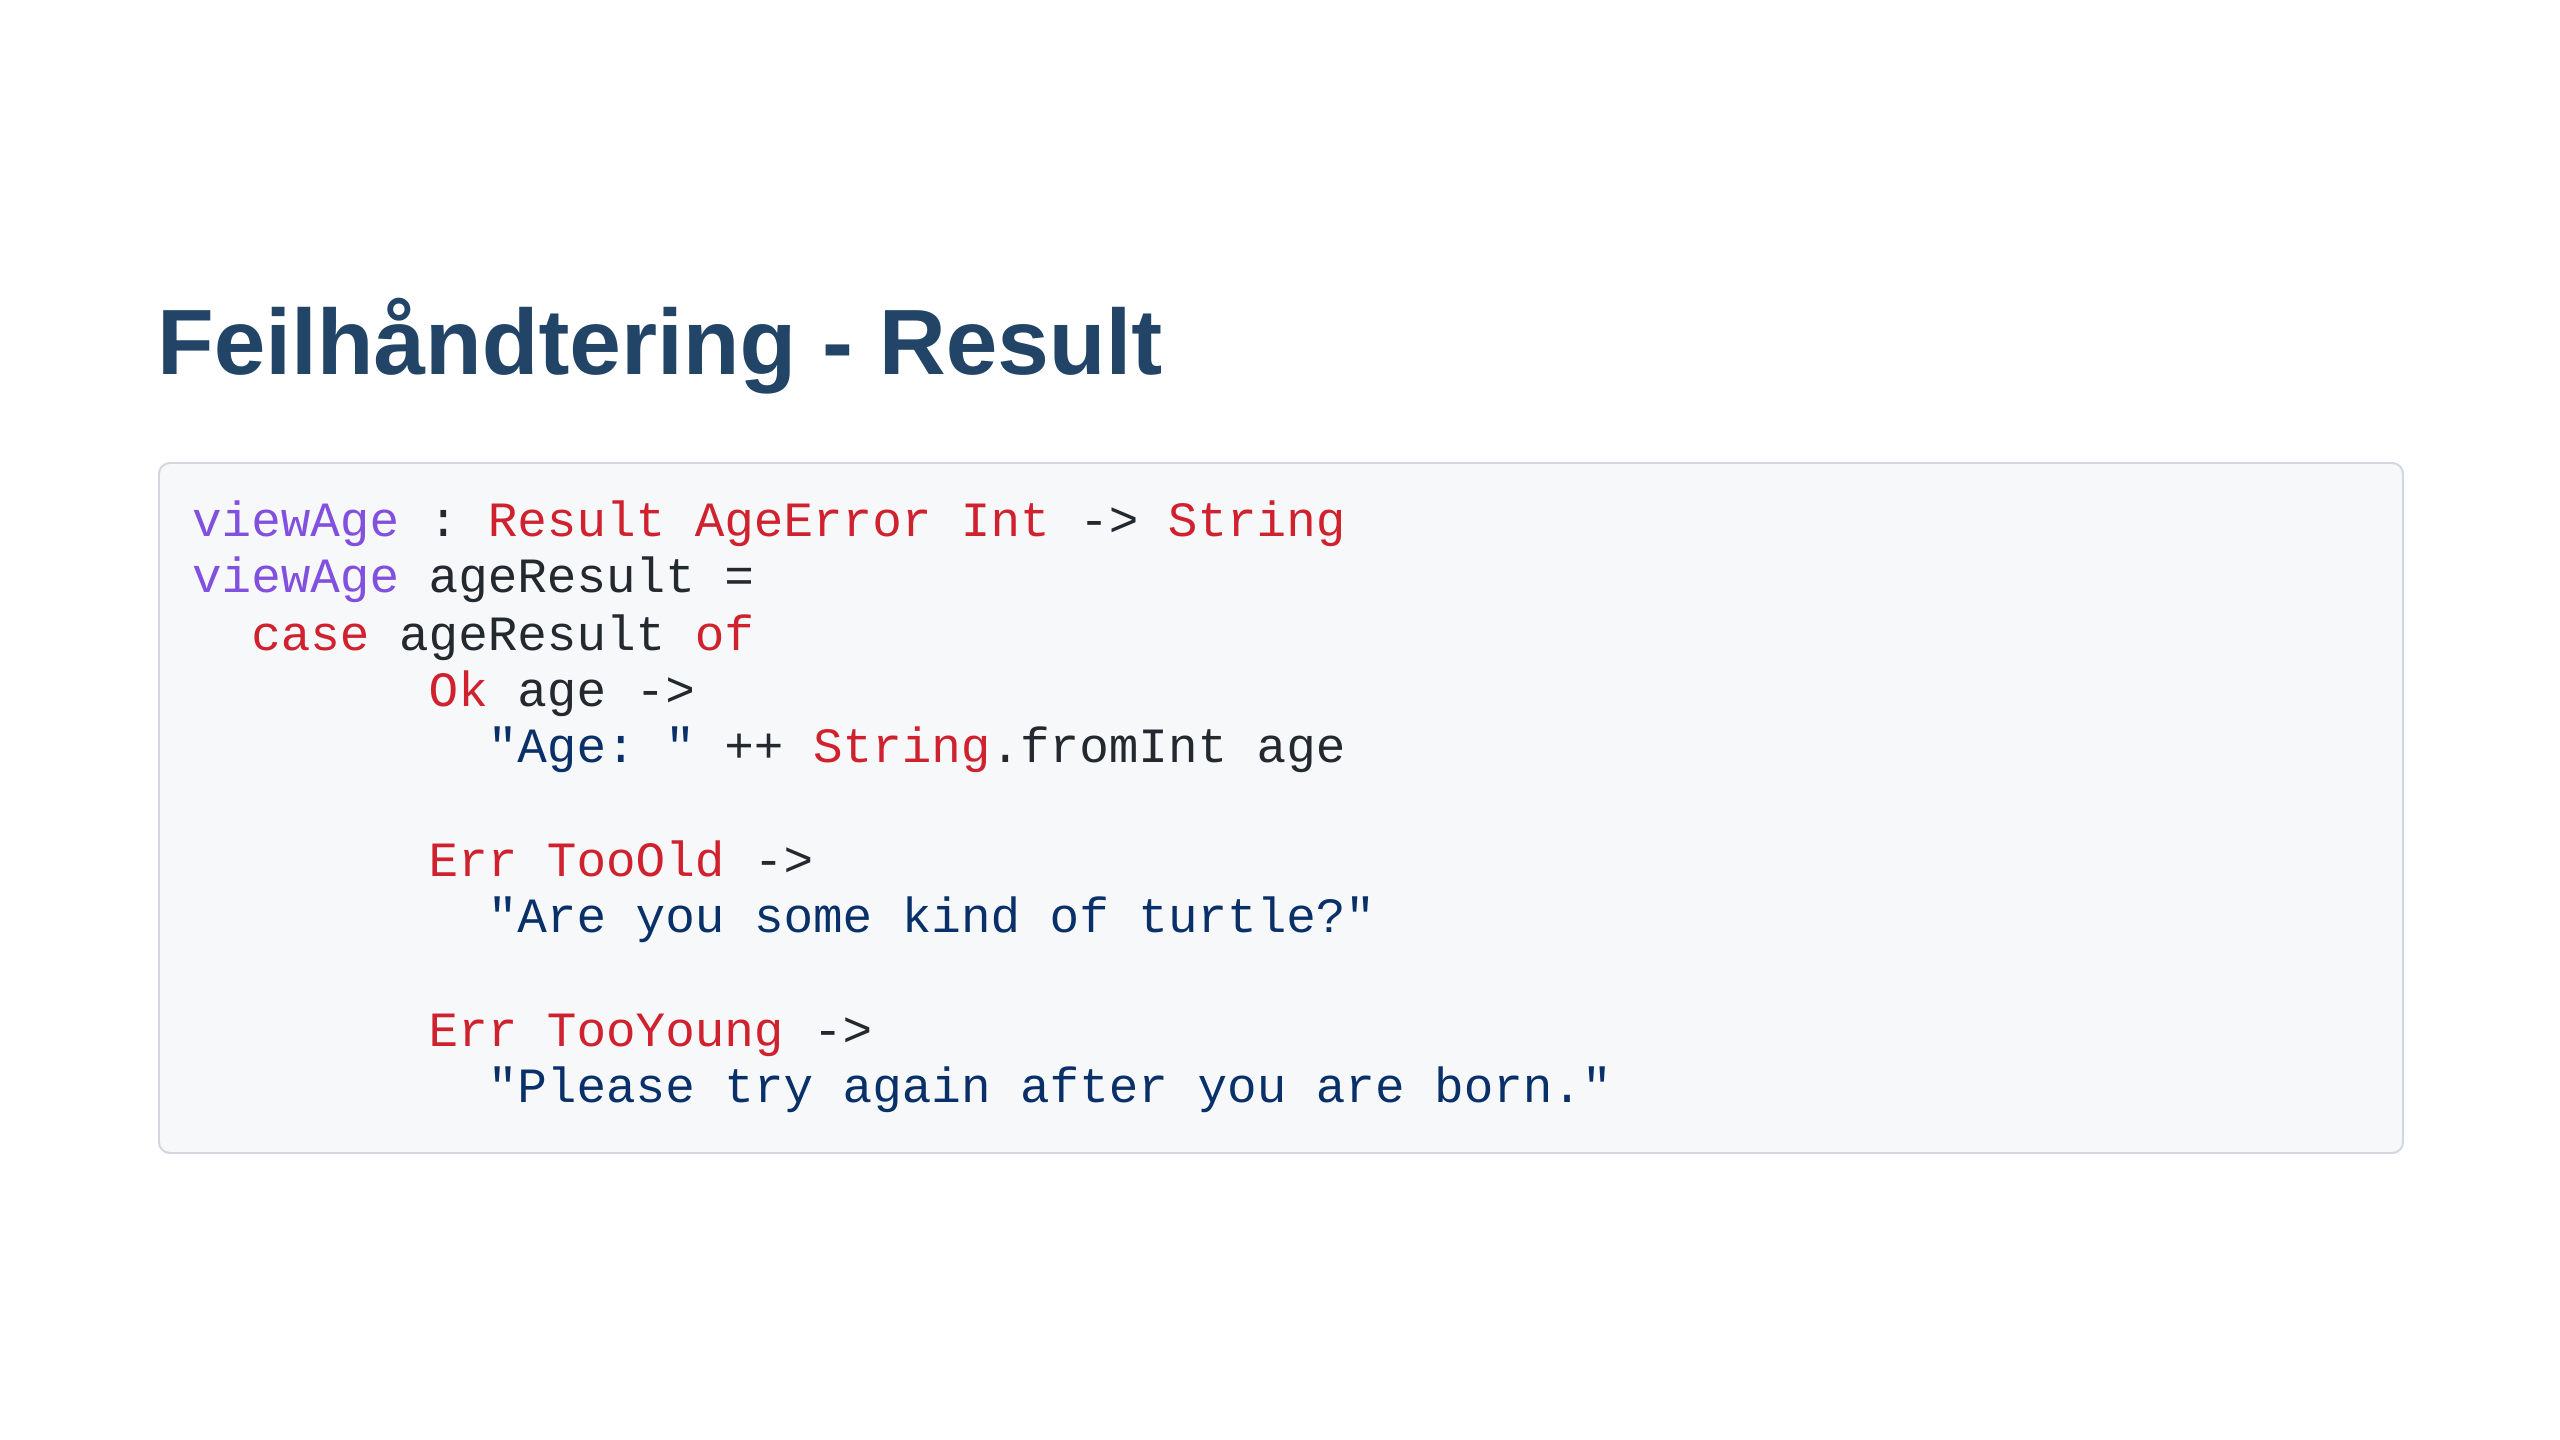 Feilhåndtering - Result
viewAge : Result AgeError Int -> String
viewAge ageResult =
  case ageResult of
        Ok age ->
          "Age: " ++ String.fromInt age
        Err TooOld ->
          "Are you some kind of turtle?"
        Err TooYoung ->
          "Please try again after you are born."